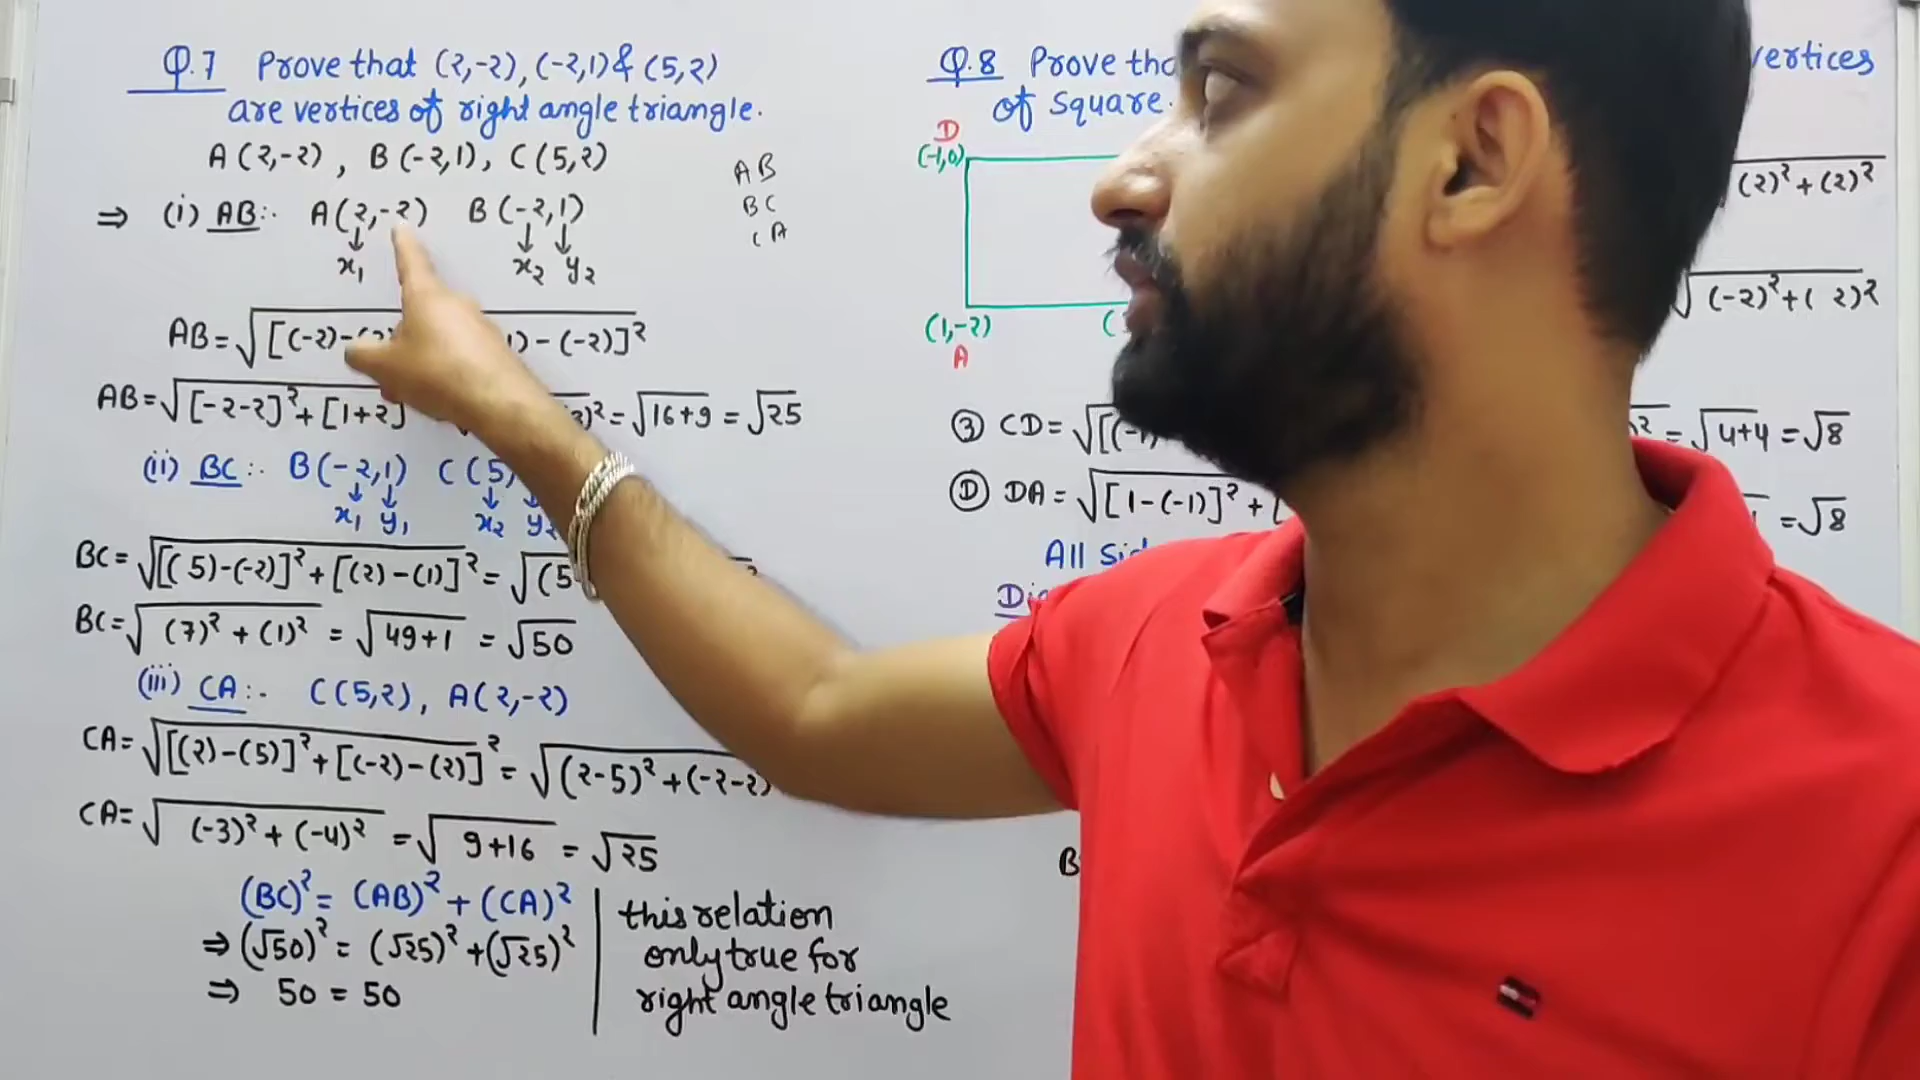 Q.7 Prove that (2,-2), (-2,1) & (5,2)
are vertices of right angle triangle.
A (2,-2) , B (-2,1), C (5,2)
⇒ (i) AB:- A(2,-2) B (-2,1)
↓ ↓ ↓
x₁ x₂ y₂
AB
BC
CA
AB = √[(-2)- 1) - (-2)]²
AB = √[-2-2]² + [1+2] )² = √16+9 = √25
(ii) BC :- B(-2,1) C (5,
↓ ↓ ↓
x₁ y₁ x₂ y₂
BC = √[(5)-(-2)]² + [(2)-(1)]² = √(5
BC = √(7)² + (1)² = √49+1 = √50
(iii) CA :- C(5,2), A(2,-2)
CA = √[(2)-(5)]² + [(-2)-(2)]² = √(2-5)² + (-2-2)
CA = √(-3)² + (-4)² = √9+16 = √25
(BC)² = (AB)² + (CA)²
⇒ (√50)² = (√25)² + (√25)²
⇒ 50 = 50
this relation
only true for
right angle triangle
Q.8 Prove tha vertices
of square.
D
(-1,0)
(1,-2) (
A
(2)² + (2)²
√(-2)² + ( 2)²
③ CD = √[(-1) = √4+4 = √8
Ⓓ DA = √[1-(-1)]² + [ = √8
All Sid
Di
B